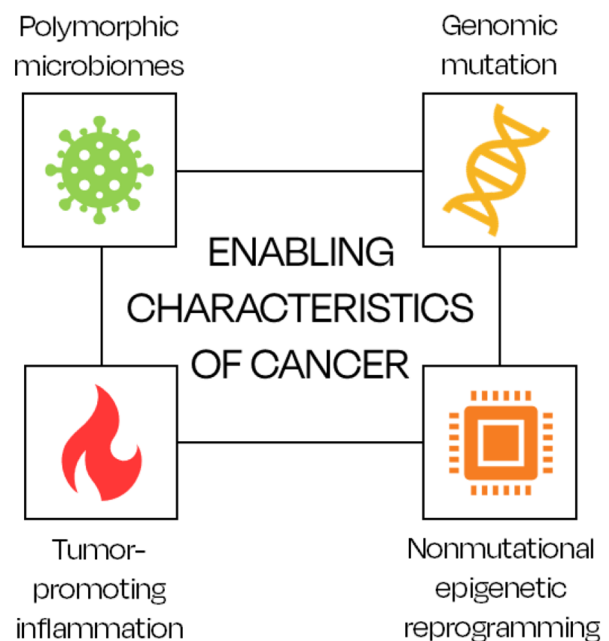 Polymorphic
microbiomes
Genomic
mutation
ENABLING
CHARACTERISTICS
OF CANCER
Tumor-
promoting
inflammation
Nonmutational
epigenetic
reprogramming